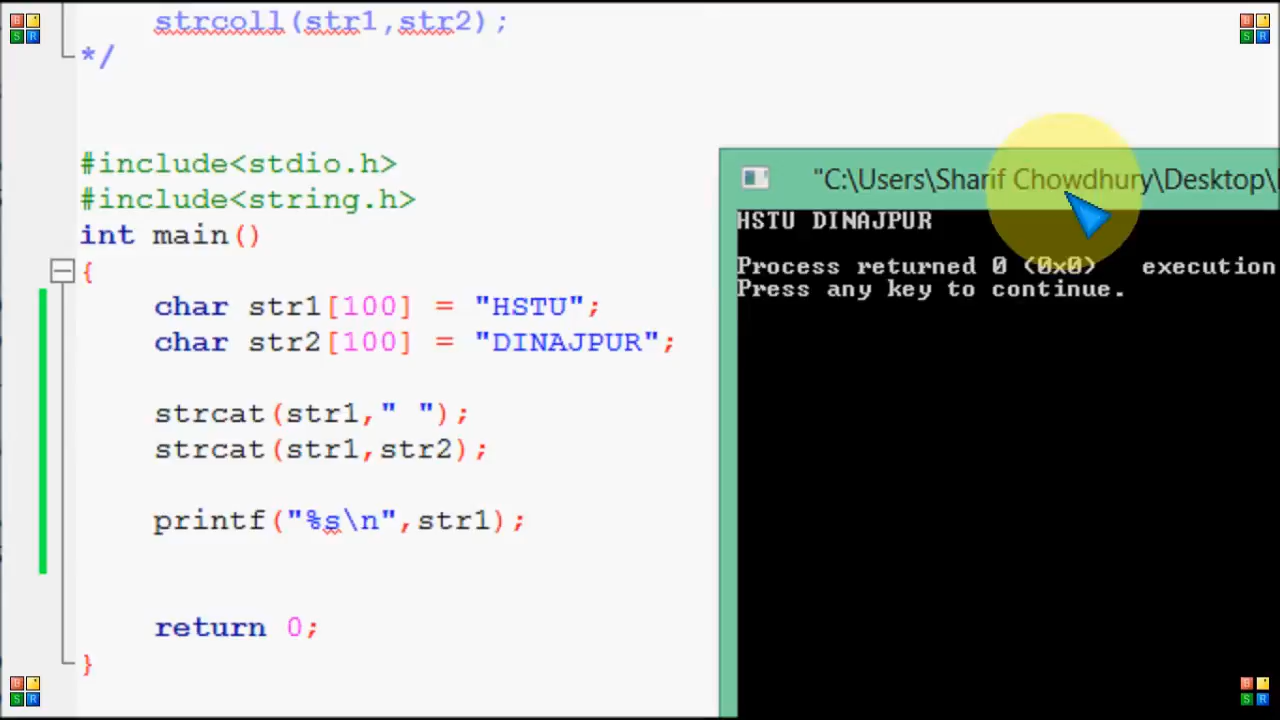 strcoll(str1,str2);
*/
#include<stdio.h>
#include<string.h>
int main()
{
char str1[100] = "HSTU";
char str2[100] = "DINAJPUR";
strcat(str1," ");
strcat(str1,str2);
printf("%s\n",str1);
return 0;
}
"C:\Users\Sharif Chowdhury\Desktop\
HSTU DINAJPUR
Process returned 0 (0x0) execution
Press any key to continue.